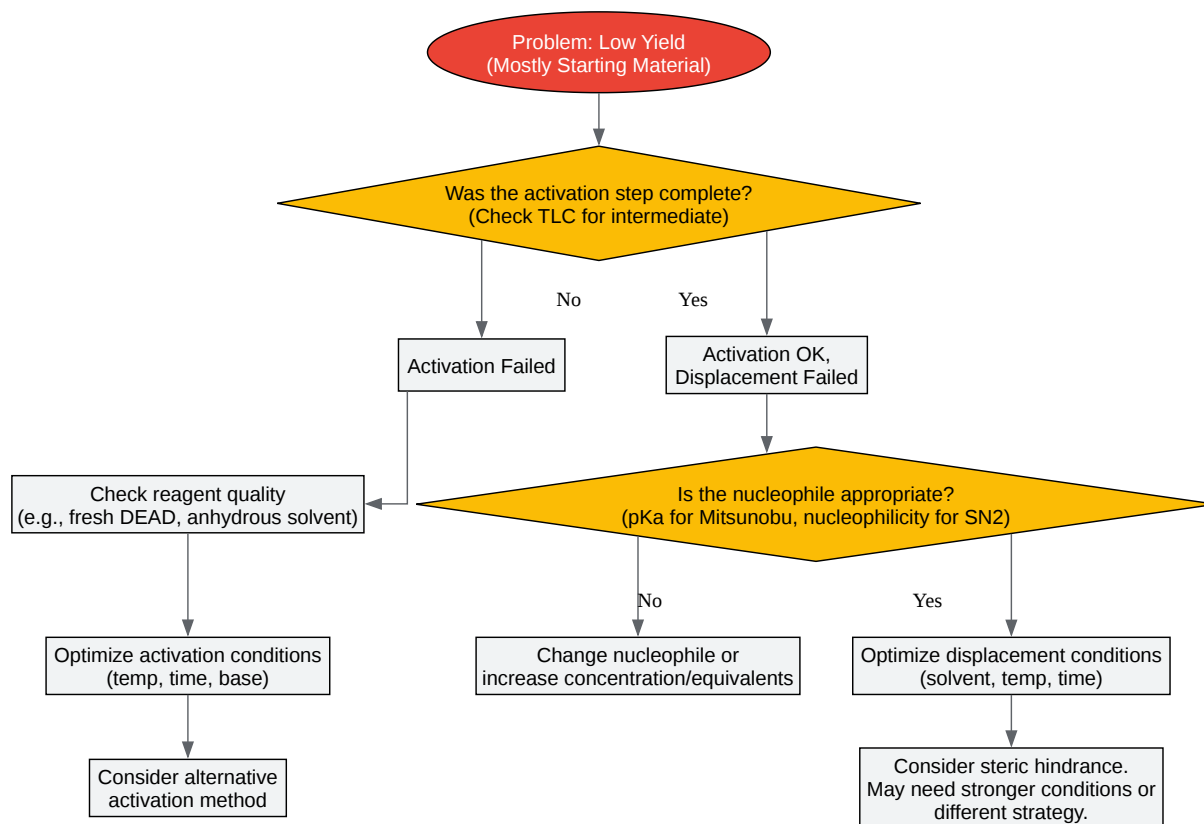 Problem: Low Yield
(Mostly Starting Material)
Was the activation step complete?
(Check TLC for intermediate)
No
Yes
Activation Failed
Activation OK,
Displacement Failed
Check reagent quality
(e.g., fresh DEAD, anhydrous solvent)
Is the nucleophile appropriate?
(pKa for Mitsunobu, nucleophilicity for SN2)
No
Yes
Optimize activation conditions
(temp, time, base)
Change nucleophile or
increase concentration/equivalents
Optimize displacement conditions
(solvent, temp, time)
Consider alternative
activation method
Consider steric hindrance.
May need stronger conditions or
different strategy.